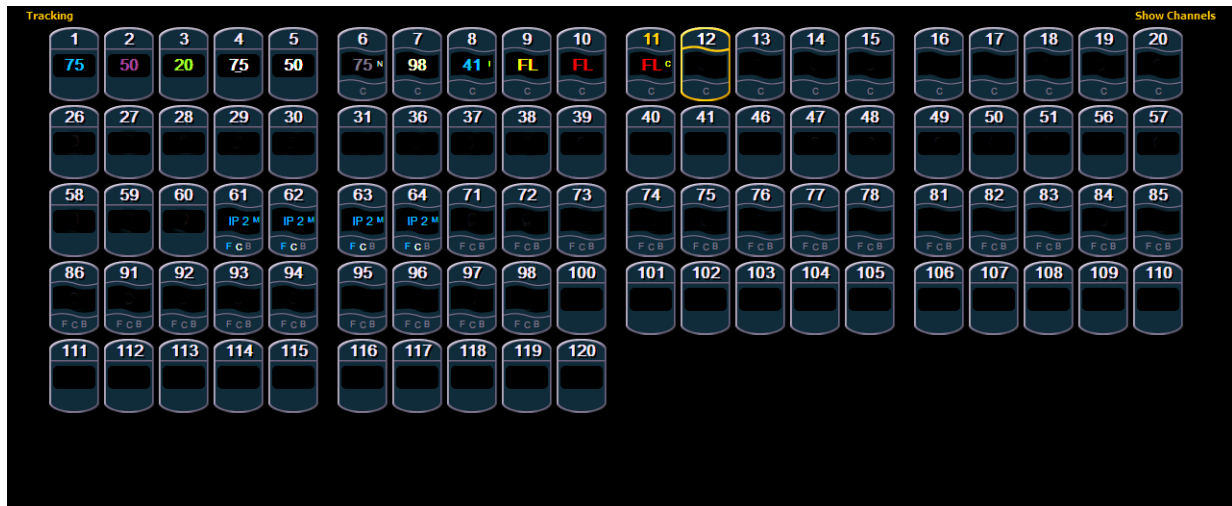 Tracking Show Channels
1 2 3 4 5 6 7 8 9 10 11 12 13 14 15 16 17 18 19 20
75 50 20 75 50 75 N 98 41 I FL FL FL C
C C C C C C C C C C C C C C C
26 27 28 29 30 31 36 37 38 39 40 41 46 47 48 49 50 51 56 57
58 59 60 61 62 63 64 71 72 73 74 75 76 77 78 81 82 83 84 85
IP 2 M IP 2 M IP 2 M IP 2 M
F C B F C B F C B F C B F C B F C B F C B F C B F C B F C B F C B F C B F C B F C B F C B F C B F C B
86 91 92 93 94 95 96 97 98 100 101 102 103 104 105 106 107 108 109 110
F C B F C B F C B F C B F C B F C B F C B F C B F C B
111 112 113 114 115 116 117 118 119 120